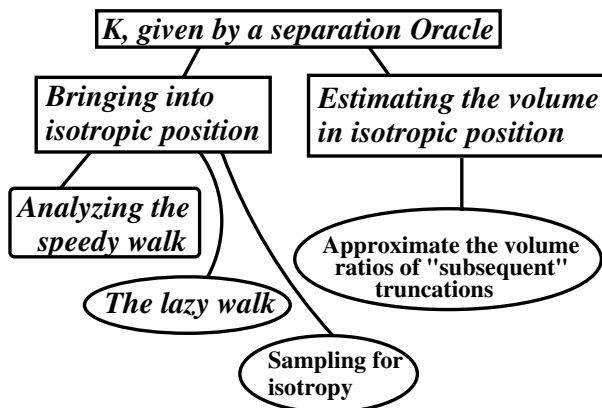 K, given by a separation Oracle
Bringing into
isotropic position
Estimating the volume
in isotropic position
Analyzing the
speedy walk
Approximate the volume
ratios of "subsequent"
truncations
The lazy walk
Sampling for
isotropy